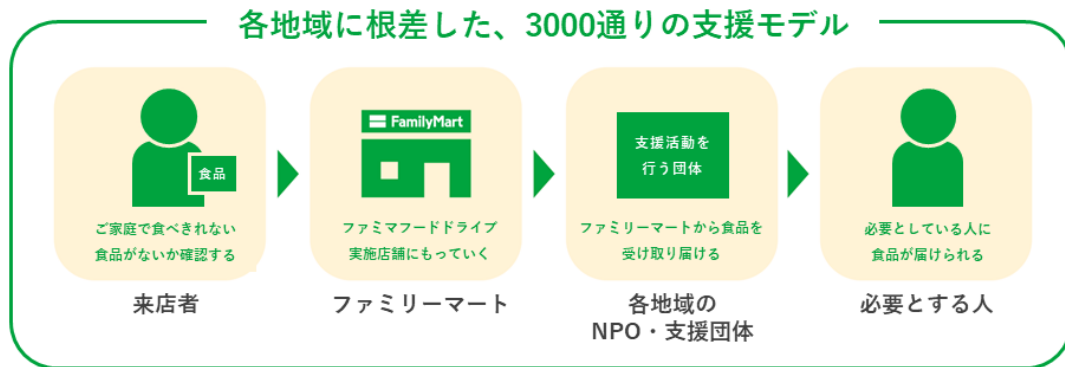 各地域に根差した、3000通りの支援モデル
食品
ご家庭で食べきれない
食品がないか確認する
来店者
FamilyMart
ファミマフードドライブ
実施店舗にもっていく
ファミリーマート
支援活動を
行う団体
ファミリーマートから食品を
受け取り届ける
各地域の
NPO・支援団体
必要としている人に
食品が届けられる
必要とする人